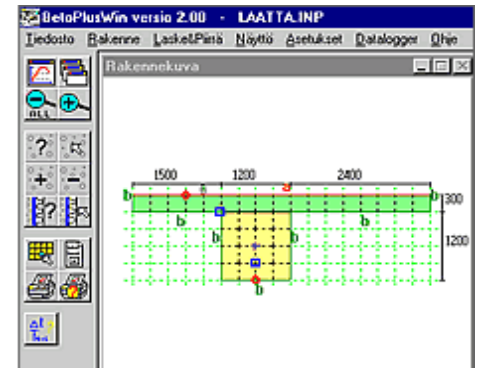 BetoPlusWin versio 2.00 - LAATTA.INP
Tiedosto Rakenne Laske&Piirrä Näyttö Asetukset Datalogger Ohje
Rakennekuva
ALL
1500 1200 2400
b a b 300
b b
b b 1200
b